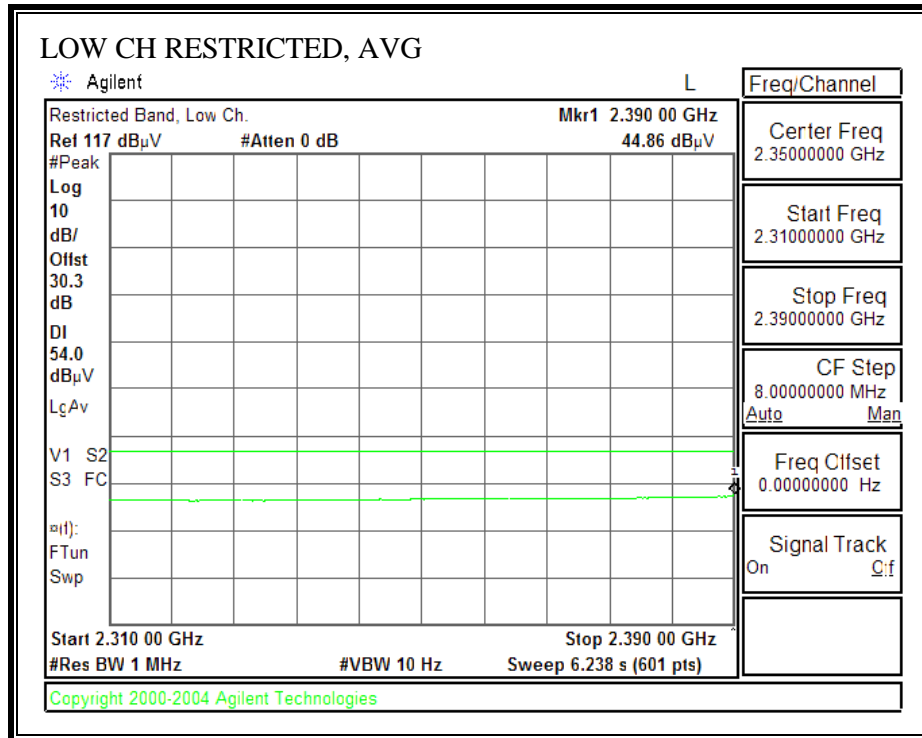 LOW CH RESTRICTED, AVG
Agilent L
Restricted Band, Low Ch. Mkr1 2.390 00 GHz
Ref 117 dBµV #Atten 0 dB 44.86 dBµV
#Peak
Log
10
dB/
Offst
30.3
dB
DI
54.0
dBµV
LgAv
V1 S2
S3 FC
¤(f):
FTun
Swp
1
Start 2.310 00 GHz Stop 2.390 00 GHz
#Res BW 1 MHz #VBW 10 Hz Sweep 6.238 s (601 pts)
Copyright 2000-2004 Agilent Technologies
Freq/Channel
Center Freq
2.35000000 GHz
Start Freq
2.31000000 GHz
Stop Freq
2.39000000 GHz
CF Step
8.00000000 MHz
Auto Man
Freq Offset
0.00000000 Hz
Signal Track
On Off